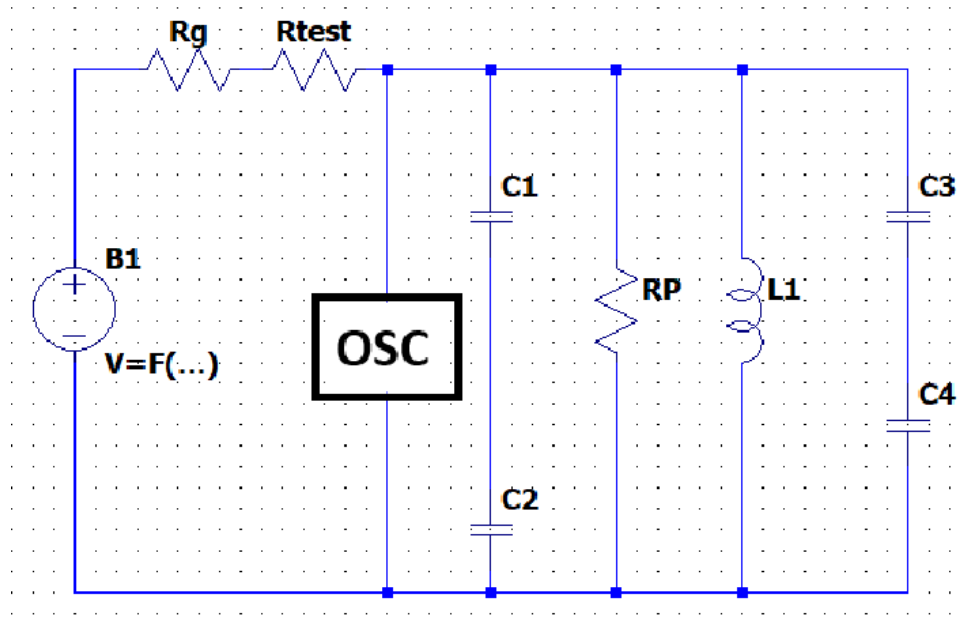 Rg
Rtest
C1
C3
B1
RP
L1
OSC
V=F(...)
C4
C2